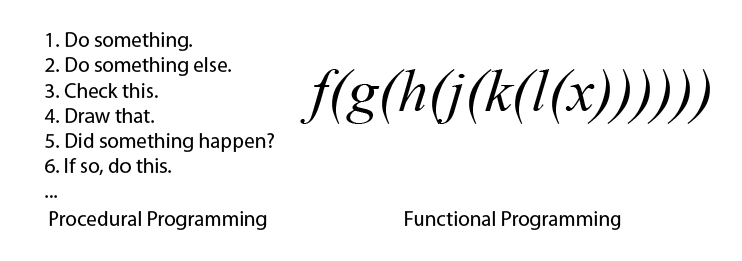 1. Do something.
2. Do something else.
3. Check this.
4. Draw that.
5. Did something happen?
6. If so, do this.
...
Procedural Programming
f(g(h(j(k(l(x))))))
Functional Programming